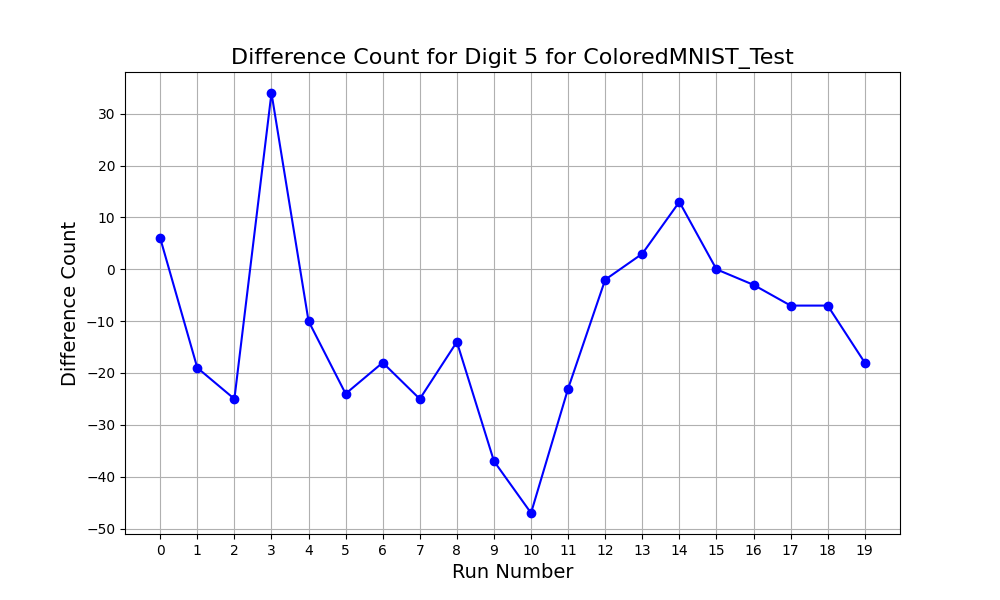 Difference Count for Digit 5 for ColoredMNIST_Test
Difference Count
30
20
10
0
−10
−20
−30
−40
−50
0 1 2 3 4 5 6 7 8 9 10 11 12 13 14 15 16 17 18 19
Run Number